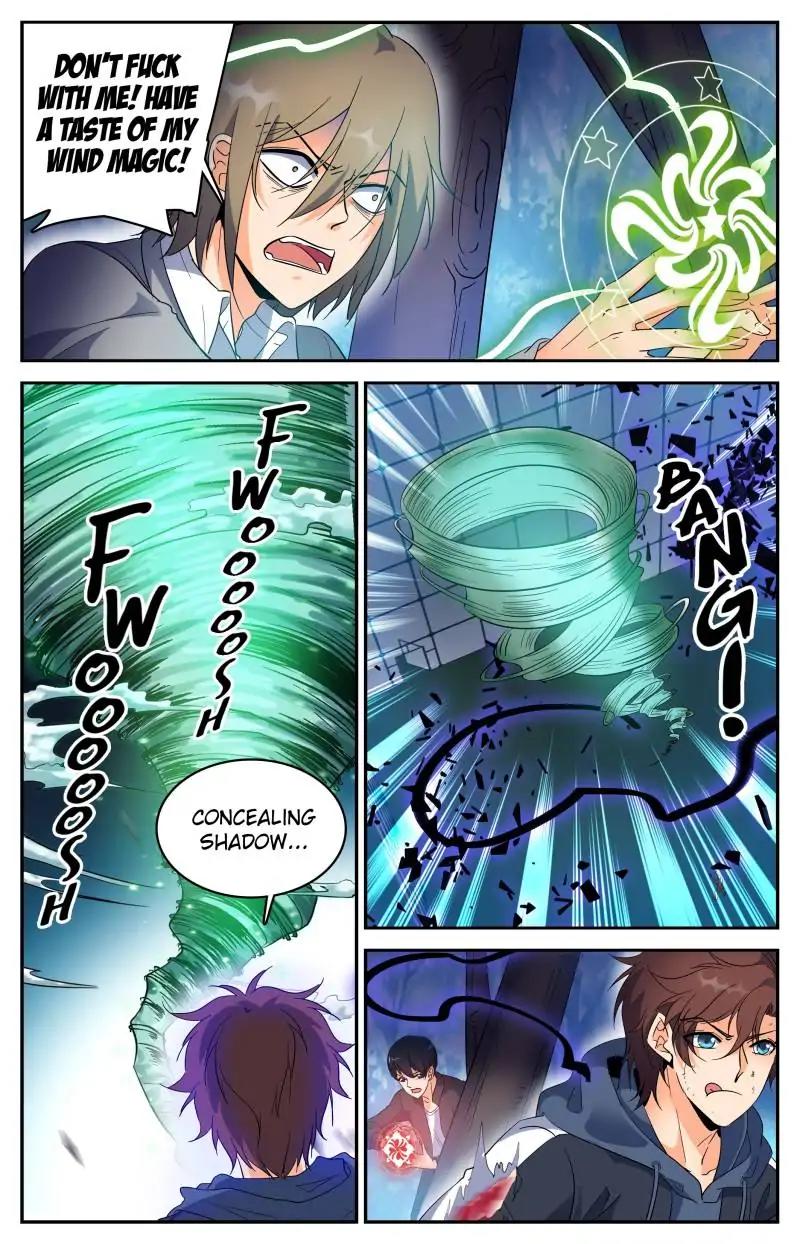 DON'T FUCK
WITH ME! HAVE
A TASTE OF MY
WIND MAGIC!
FWOOOOOSH
FWOOOOOSH
CONCEALING
SHADOW...
BANG!